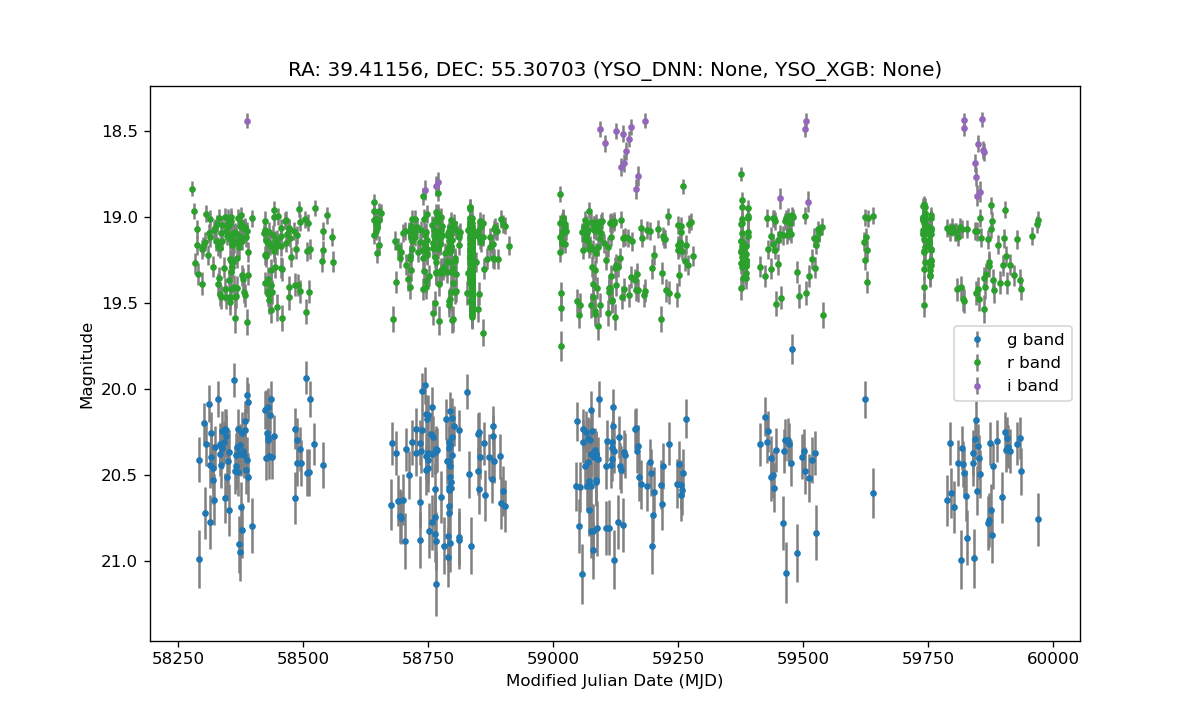 RA: 39.41156, DEC: 55.30703 (YSO_DNN: None, YSO_XGB: None)
18.5
19.0
19.5
20.0
20.5
21.0
Magnitude
g band
r band
i band
58250 58500 58750 59000 59250 59500 59750 60000
Modified Julian Date (MJD)